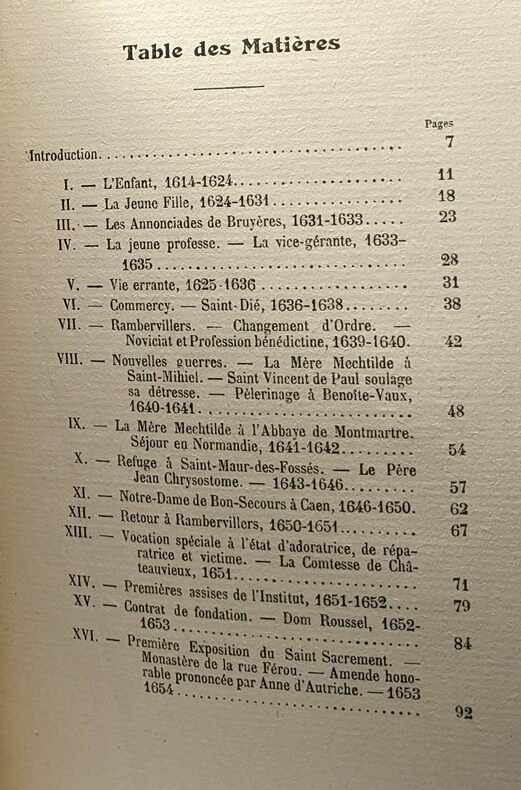 Table des Matières
Pages
Introduction........................................ 7
I. — L'Enfant, 1614-1624........................ 11
II. — La Jeune Fille, 1624-1631.................. 18
III. — Les Annonciades de Bruyères, 1631-1633..... 23
IV. — La jeune professe. — La vice-gérante, 1633-
1635........................................ 28
V. — Vie errante, 1625-1636..................... 31
VI. — Commercy. — Saint-Dié, 1636-1638........ 38
VII. — Rambervillers. — Changement d'Ordre. —
Noviciat et Profession bénédictine, 1639-1640. 42
VIII. — Nouvelles guerres. — La Mère Mechtilde à
Saint-Mihiel. — Saint Vincent de Paul soulage
sa détresse. — Pèlerinage à Benoîte-Vaux,
1640-1641................................... 48
IX. — La Mère Mechtilde à l'Abbaye de Montmartre.
Séjour en Normandie, 1641-1642......... 54
X. — Refuge à Saint-Maur-des-Fossés. — Le Père
Jean Chrysostome. — 1643-1646.......... 57
XI. — Notre-Dame de Bon-Secours à Caen, 1646-1650. 62
XII. — Retour à Rambervillers, 1650-1651.......... 67
XIII. — Vocation spéciale à l'état d'adoratrice, de répa-
ratrice et victime. — La Comtesse de Châ-
teauvieux, 1651............................. 71
XIV. — Premières assises de l'Institut, 1651-1652.... 79
XV. — Contrat de fondation. — Dom Roussel, 1652-
1653........................................ 84
XVI. — Première Exposition du Saint Sacrement. —
Monastère de la rue Férou. — Amende hono-
rable prononcée par Anne d'Autriche. — 1653
1654........................................ 92